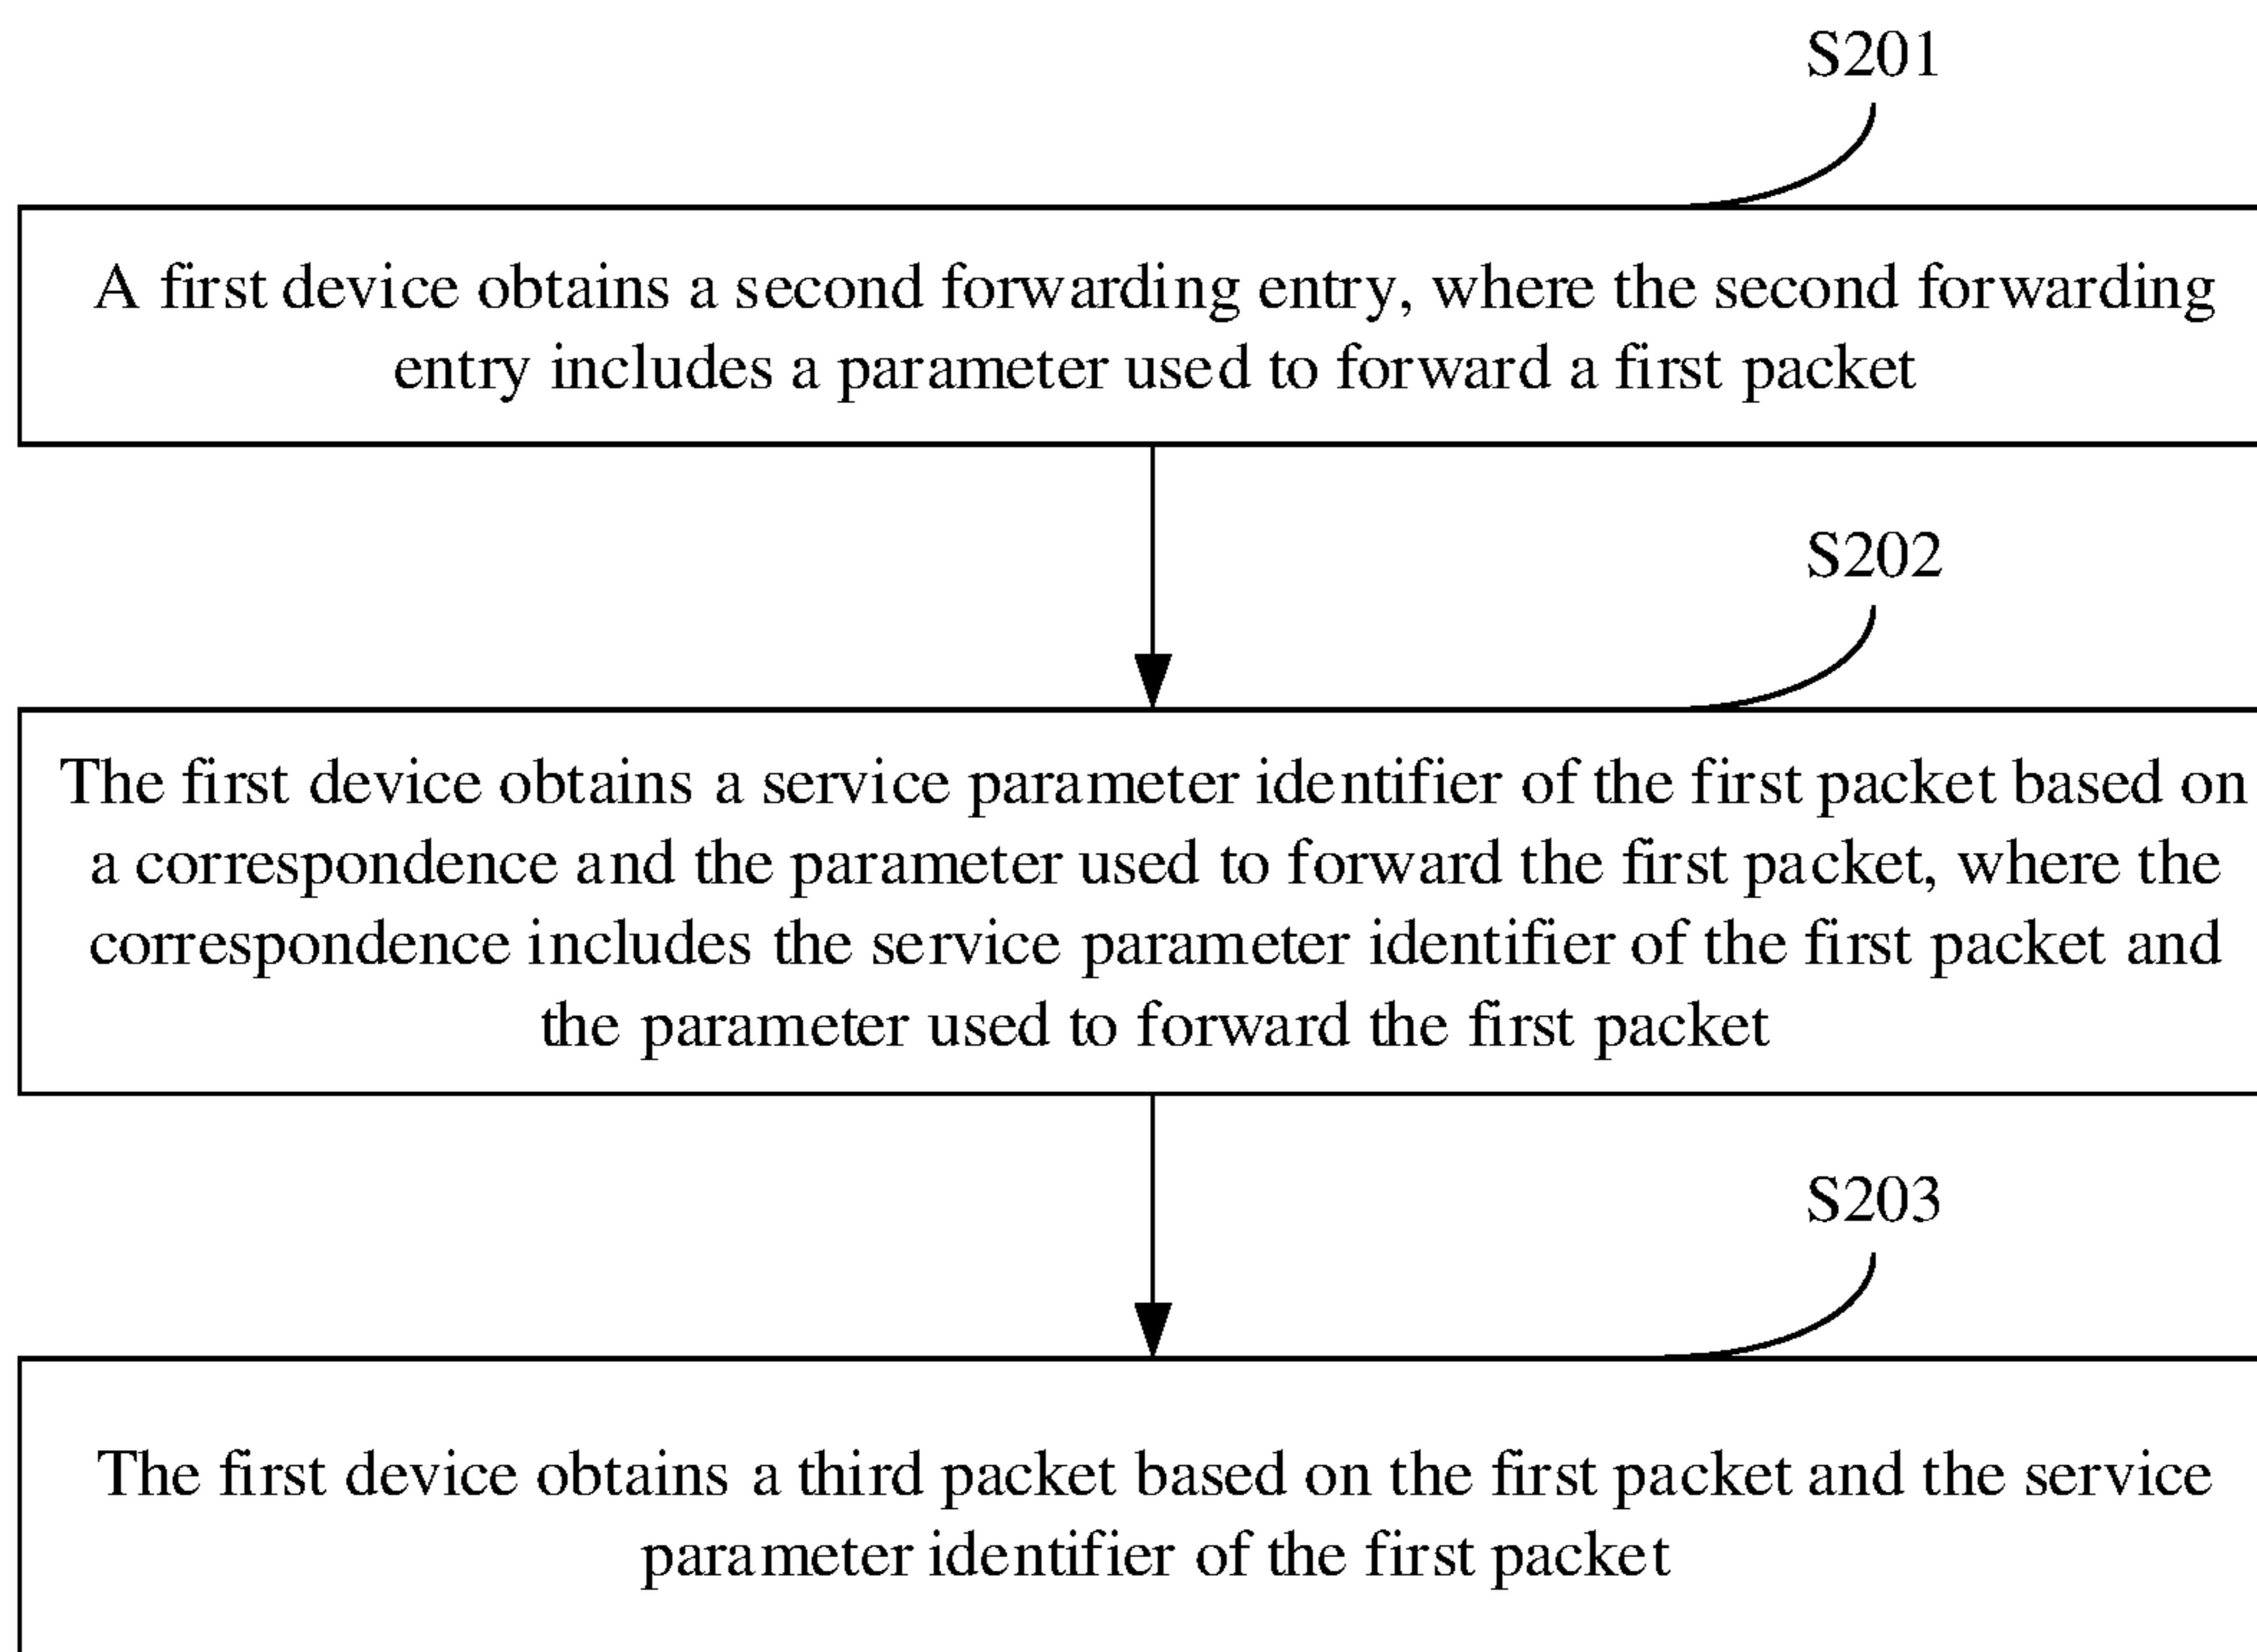 S201
A first device obtains a second forwarding entry, where the second forwarding
entry includes a parameter used to forward a first packet
S202
The first device obtains a service parameter identifier of the first packet based on
a correspondence and the parameter used to forward the first packet, where the
correspondence includes the service parameter identifier of the first packet and
the parameter used to forward the first packet
S203
The first device obtains a third packet based on the first packet and the service
parameter identifier of the first packet